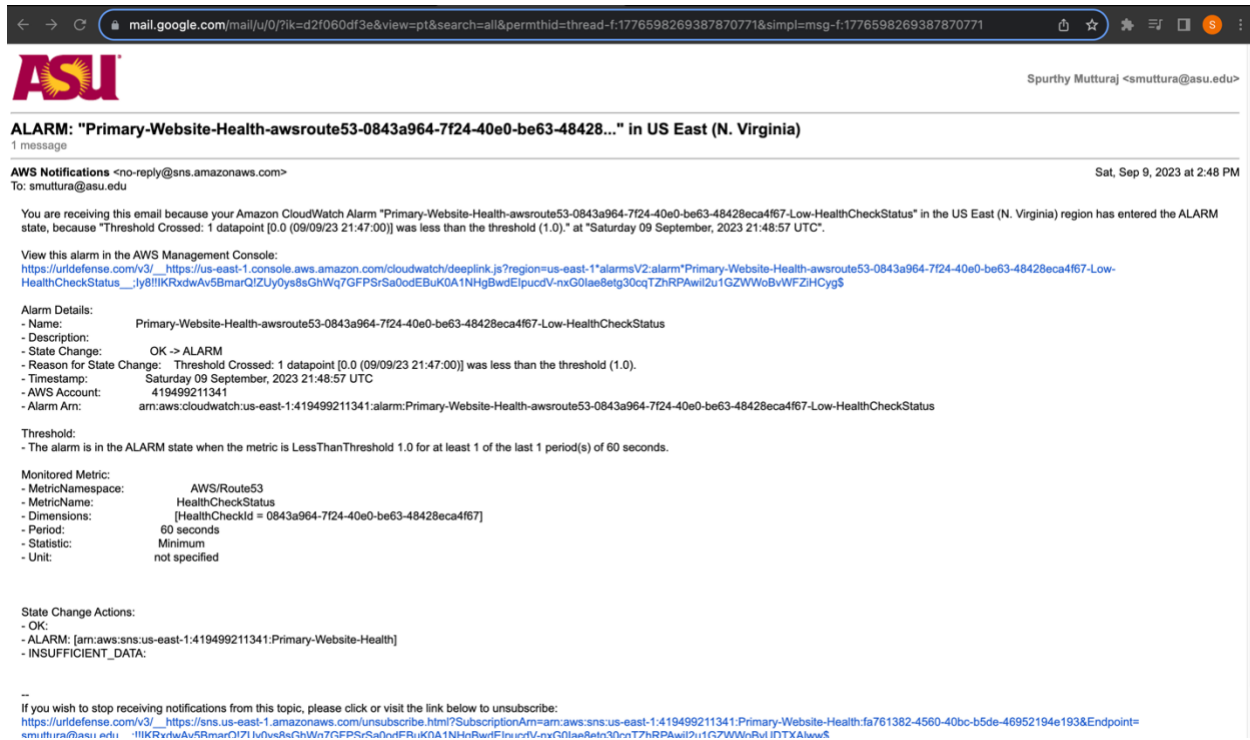 mail.google.com/mail/u/0/?ik=d2f060df3e&view=pt&search=all&permthid=thread-f:1776598269387870771&simpl=msg-f:1776598269387870771
S
ASU
Spurthy Mutturaj <smuttura@asu.edu>
ALARM: "Primary-Website-Health-awsroute53-0843a964-7f24-40e0-be63-48428..." in US East (N. Virginia)
1 message
AWS Notifications <no-reply@sns.amazonaws.com>
Sat, Sep 9, 2023 at 2:48 PM
To: smuttura@asu.edu
You are receiving this email because your Amazon CloudWatch Alarm "Primary-Website-Health-awsroute53-0843a964-7f24-40e0-be63-48428eca4f67-Low-HealthCheckStatus" in the US East (N. Virginia) region has entered the ALARM
state, because "Threshold Crossed: 1 datapoint [0.0 (09/09/23 21:47:00)] was less than the threshold (1.0)." at "Saturday 09 September, 2023 21:48:57 UTC".
View this alarm in the AWS Management Console:
https://urldefense.com/v3/__https://us-east-1.console.aws.amazon.com/cloudwatch/deeplink.js?region=us-east-1*alarmsV2:alarm*Primary-Website-Health-awsroute53-0843a964-7f24-40e0-be63-48428eca4f67-Low-
Alarm Details:
- Name: Primary-Website-Health-awsroute53-0843a964-7f24-40e0-be63-48428eca4f67-Low-HealthCheckStatus
- Description:
- State Change: OK -> ALARM
- Reason for State Change: Threshold Crossed: 1 datapoint [0.0 (09/09/23 21:47:00)] was less than the threshold (1.0).
- Timestamp: Saturday 09 September, 2023 21:48:57 UTC
- AWS Account: 419499211341
- Alarm Arn: arn:aws:cloudwatch:us-east-1:419499211341:alarm:Primary-Website-Health-awsroute53-0843a964-7f24-40e0-be63-48428eca4f67-Low-HealthCheckStatus
Threshold:
- The alarm is in the ALARM state when the metric is LessThanThreshold 1.0 for at least 1 of the last 1 period(s) of 60 seconds.
Monitored Metric:
- MetricNamespace: AWS/Route53
- MetricName: HealthCheckStatus
- Dimensions: [HealthCheckId = 0843a964-7f24-40e0-be63-48428eca4f67]
- Period: 60 seconds
- Statistic: Minimum
- Unit: not specified
State Change Actions:
- OK:
- ALARM: [arn:aws:sns:us-east-1:419499211341:Primary-Website-Health]
- INSUFFICIENT_DATA:
--
If you wish to stop receiving notifications from this topic, please click or visit the link below to unsubscribe:
https://urldefense.com/v3/__https://sns.us-east-1.amazonaws.com/unsubscribe.html?SubscriptionArn=arn:aws:sns:us-east-1:419499211341:Primary-Website-Health:fa761382-4560-40bc-b5de-46952194e193&Endpoint=